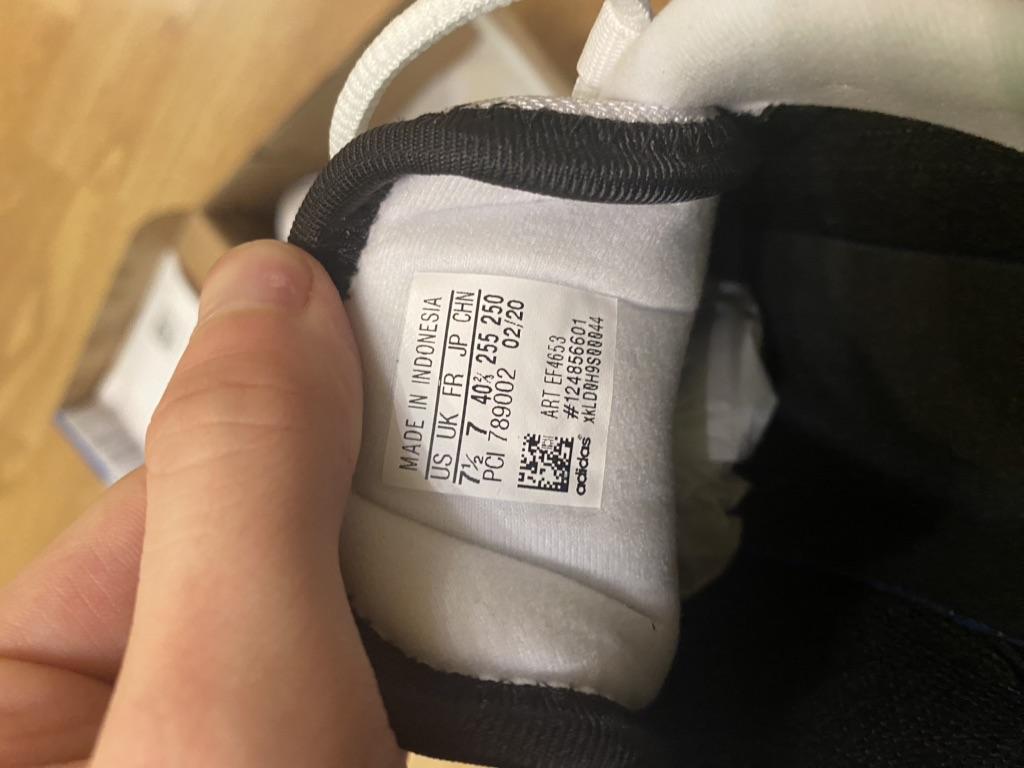 MADE IN INDONESIA
US UK FR JP CHN
7½ 7 40⅔ 255 250
PCI 789002 02/20
ART EF4653
#124856601
xkLD0H9S00044
adidas